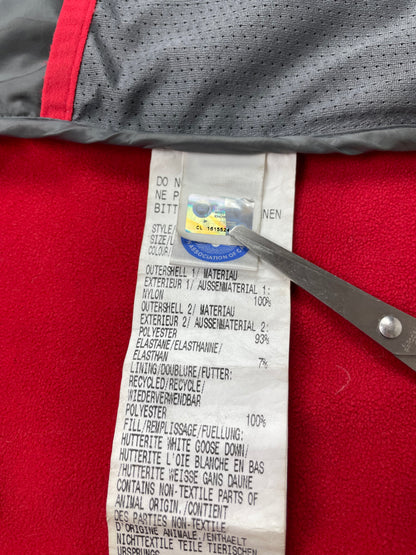 DO N
NE P
BITT NEN
CL 1515524
STYLE/
SIZE/L
COLOUR/
ASSOCIATION OF C
OUTERSHELL 1/ MATERIAU
EXTERIEUR 1/ AUSSENMATERIAL 1:
NYLON 100%
OUTERSHELL 2/ MATERIAU
EXTERIEUR 2/ AUSSENMATERIAL 2:
POLYESTER 93%
ELASTANE/ELASTHANNE/
ELASTHAN 7%
LINING/DOUBLURE/FUTTER:
RECYCLED/RECYCLE/
WIEDERVERWENDBAR
POLYESTER 100%
FILL/REMPLISSAGE/FUELLUNG:
HUTTERITE WHITE GOOSE DOWN/
HUTTERITE L'OIE BLANCHE EN BAS
/HUTTERITE WEISSE GANS DAUNE
CONTAINS NON-TEXTILE PARTS OF
ANIMAL ORIGIN./CONTIENT
DES PARTIES NON-TEXTILE
D'ORIGINE ANIMALE./ENTHAELT
NICHTTEXTILE TEILE TIERISCHEN
URSPRUNGS